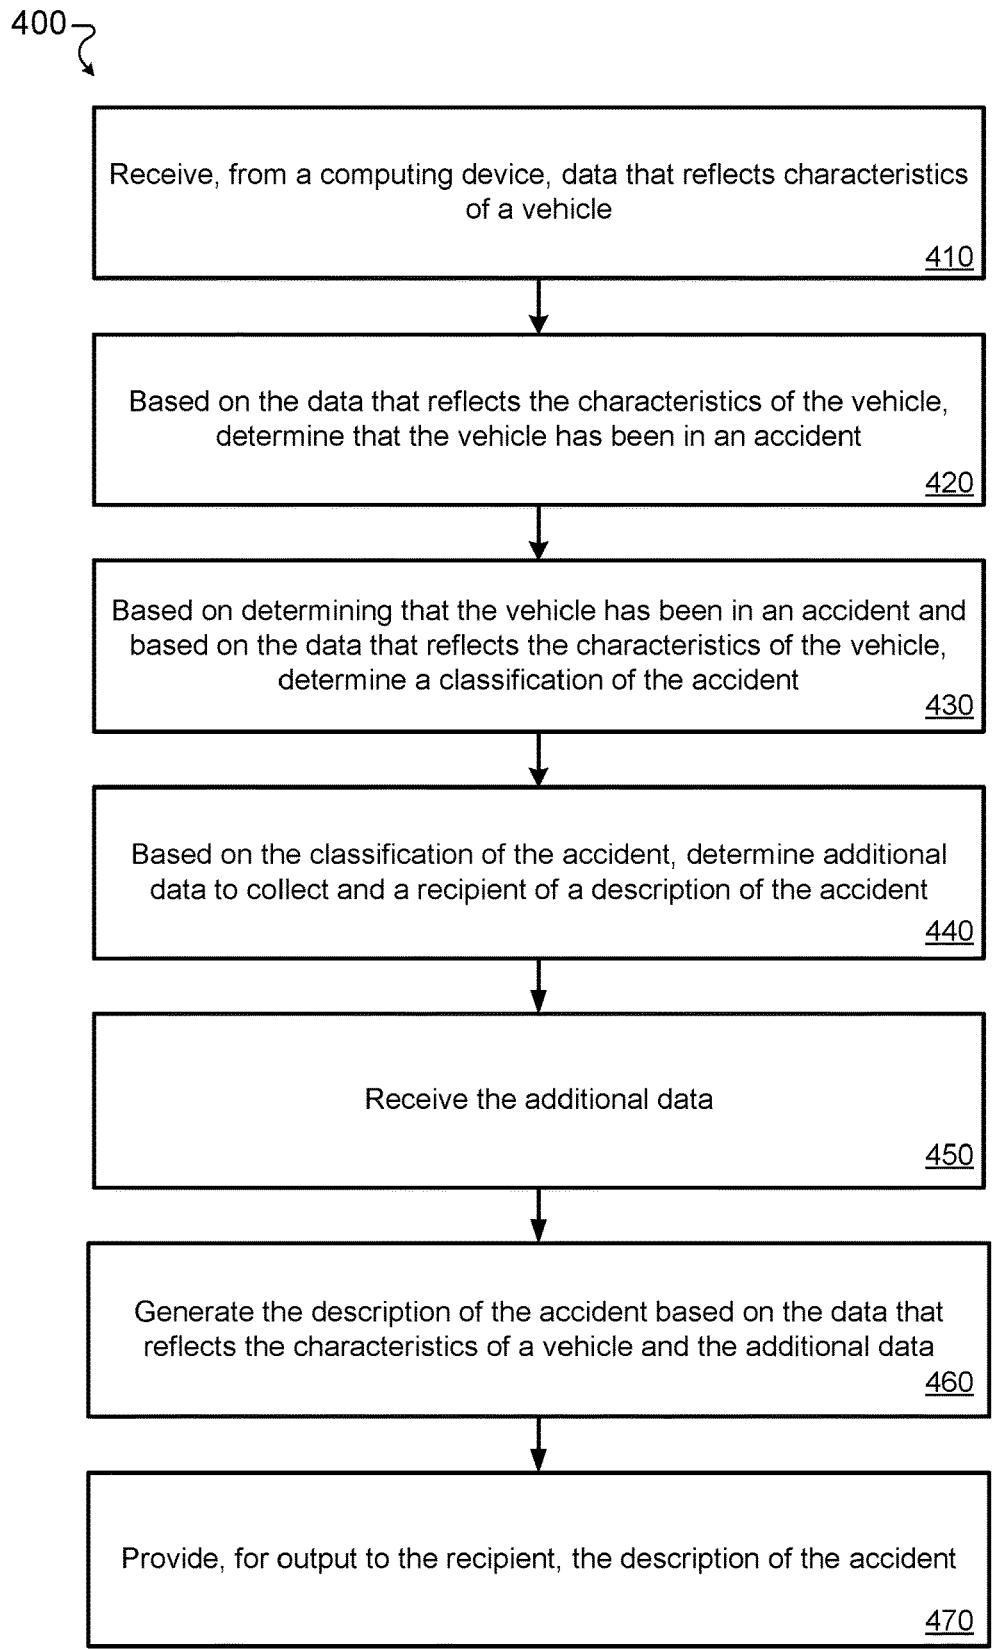 400
Receive, from a computing device, data that reflects characteristics
of a vehicle
410
Based on the data that reflects the characteristics of the vehicle,
determine that the vehicle has been in an accident
420
Based on determining that the vehicle has been in an accident and
based on the data that reflects the characteristics of the vehicle,
determine a classification of the accident
430
Based on the classification of the accident, determine additional
data to collect and a recipient of a description of the accident
440
Receive the additional data
450
Generate the description of the accident based on the data that
reflects the characteristics of a vehicle and the additional data
460
Provide, for output to the recipient, the description of the accident
470